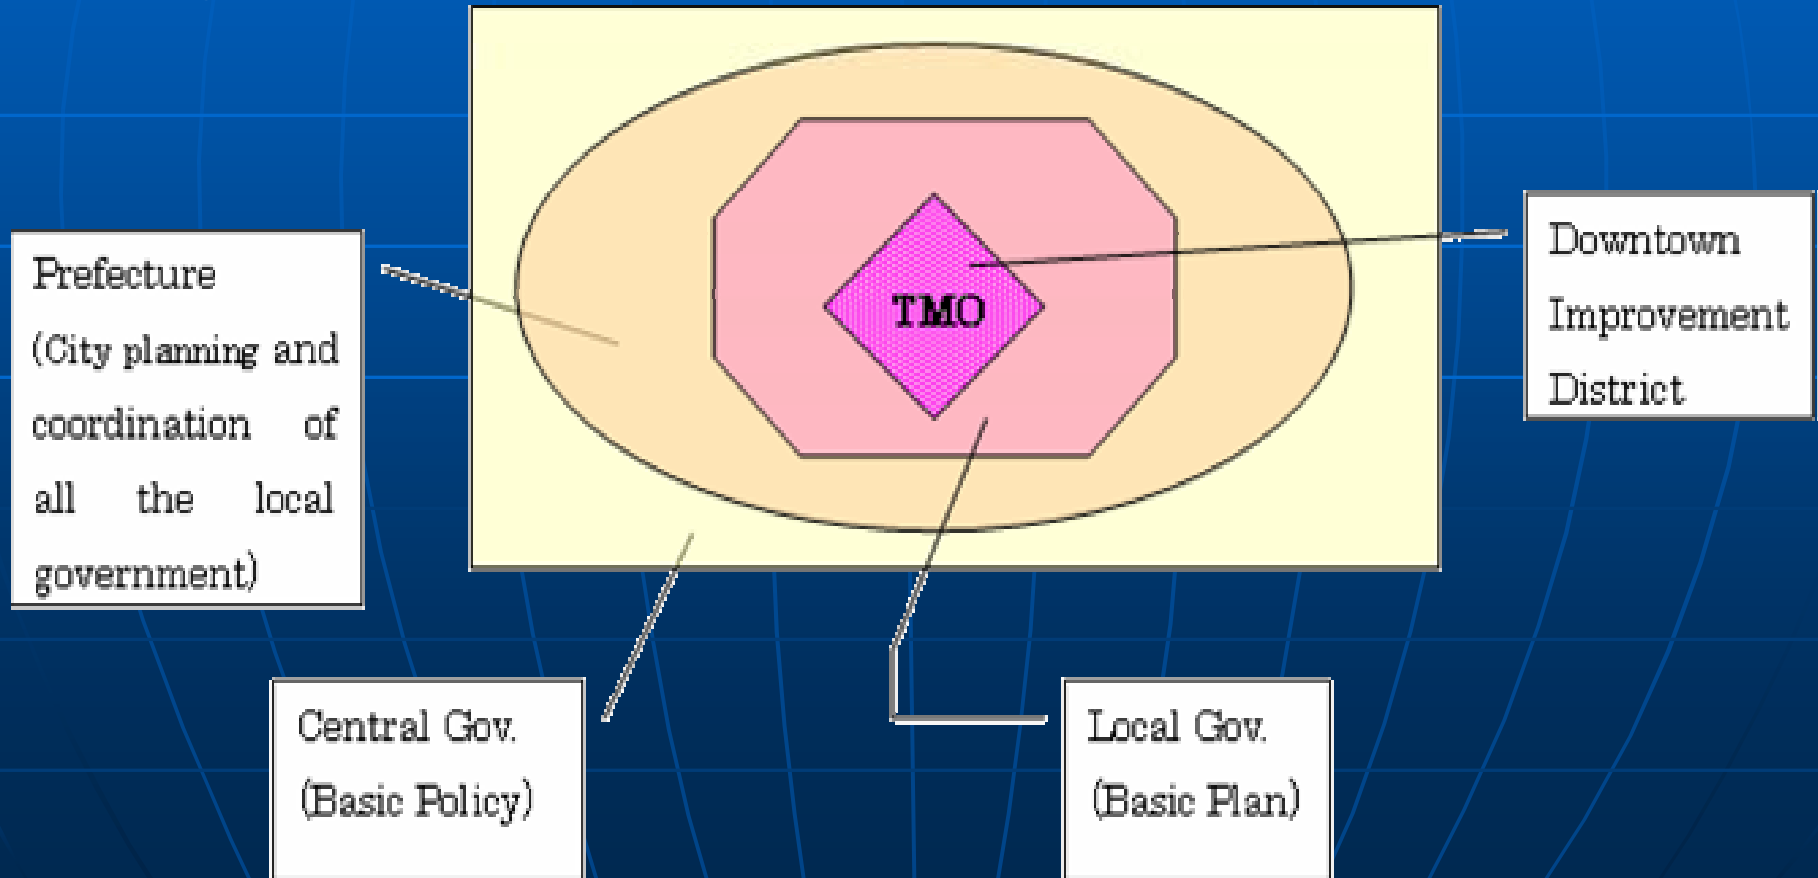 Prefecture
(City planning and
coordination of
all the local
government)
TMO
Downtown
Improvement
District
Central Gov.
(Basic Policy)
Local Gov.
(Basic Plan)